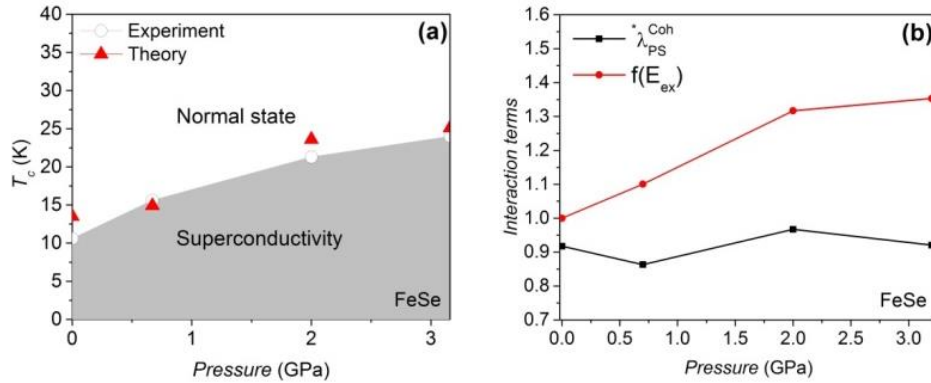 (a)
Experiment
Theory
Normal state
Superconductivity
FeSe
T_c (K)
40
35
30
25
20
15
10
5
0
0 1 2 3
Pressure (GPa)
(b)
*λ_PS^Coh
f(E_ex)
FeSe
Interaction terms
1.6
1.5
1.4
1.3
1.2
1.1
1.0
0.9
0.8
0.7
0.0 0.5 1.0 1.5 2.0 2.5 3.0
Pressure (GPa)